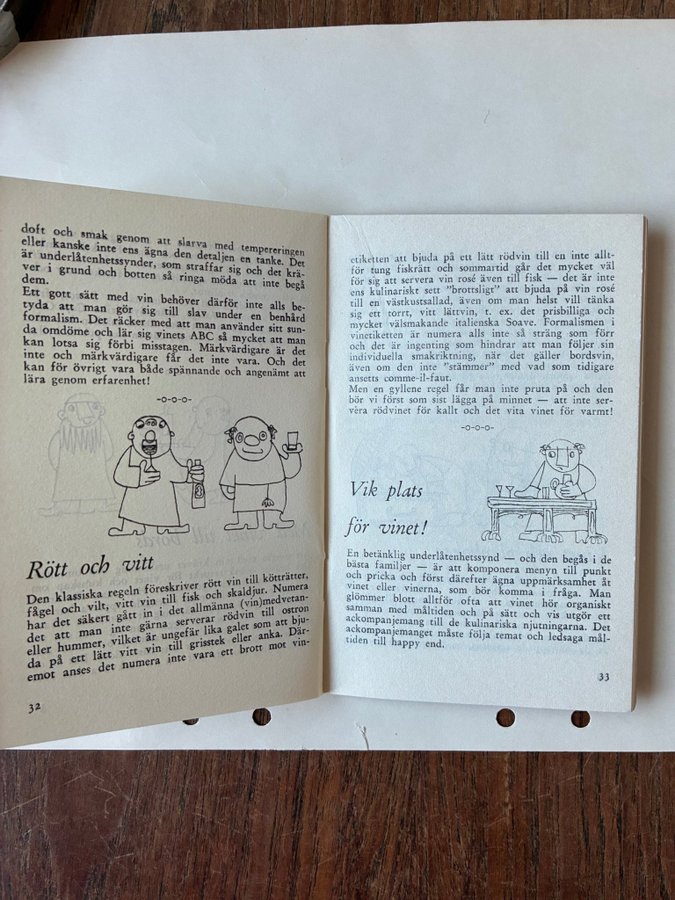 doft och smak genom att slarva med tempereringen
eller kanske inte ens ägna den detaljen en tanke. Det
är underlåtenhetssynder, som straffar sig och det krä-
ver i grund och botten så ringa möda att inte begå
dem.
Ett gott sätt med vin behöver därför inte alls be-
tyda att man gör sig till slav under en benhård
formalism. Det räcker med att man använder sitt sun-
da omdöme och lär sig vinets ABC så mycket att man
kan lotsa sig förbi misstagen. Märkvärdigare är det
inte och märkvärdigare får det inte vara. Och det
kan för övrigt vara både spännande och angenämt att
lära genom erfarenhet!
-o-o-o-
Rött och vitt
Den klassiska regeln föreskriver rött vin till kötträtter,
fågel och vilt, vitt vin till fisk och skaldjur. Numera
har det säkert gått in i det allmänna (vin)medvetan-
det att man inte gärna serverar rödvin till ostron
eller hummer, vilket är ungefär lika galet som att bju-
da på ett lätt vitt vin till grisstek eller anka. Där-
emot anses det numera inte vara ett brott mot vin-
32
etiketten att bjuda på ett lätt rödvin till en inte allt-
för tung fiskrätt och sommartid går det mycket väl
för sig att servera vin rosé även till fisk — det är inte
ens kulinariskt sett "brottsligt" att bjuda på vin rosé
till en västkustsallad, även om man helst vill tänka
sig ett torrt, vitt lättvin, t. ex. det prisbilliga och
mycket välsmakande italienska Soave. Formalismen i
vinetiketten är numera alls inte så sträng som förr
och det är ingenting som hindrar att man följer sin
individuella smakriktning, när det gäller bordsvin,
även om den inte "stämmer" med vad som tidigare
ansetts comme-il-faut.
Men en gyllene regel får man inte pruta på och den
bör vi först som sist lägga på minnet — att inte ser-
vera rödvinet för kallt och det vita vinet för varmt!
-o-o-o-
Vik plats
för vinet!
En betänklig underlåtenhetssynd — och den begås i de
bästa familjer — är att komponera menyn till punkt
och pricka och först därefter ägna uppmärksamhet åt
vinet eller vinerna, som bör komma i fråga. Man
glömmer blott alltför ofta att vinet hör organiskt
samman med måltiden och på sätt och vis utgör ett
ackompanjemang till de kulinariska njutningarna. Det
ackompanjemanget måste följa temat och ledsaga mål-
tiden till happy end.
33